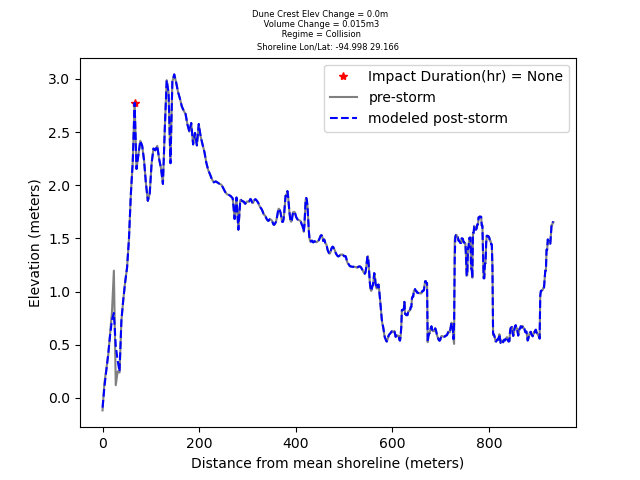 Dune Crest Elev Change = 0.0m
Volume Change = 0.015m3
Regime = Collision
Shoreline Lon/Lat: -94.998 29.166
Impact Duration(hr) = None
pre-storm
modeled post-storm
3.0
2.5
2.0
1.5
1.0
0.5
0.0
Elevation (meters)
0 200 400 600 800
Distance from mean shoreline (meters)